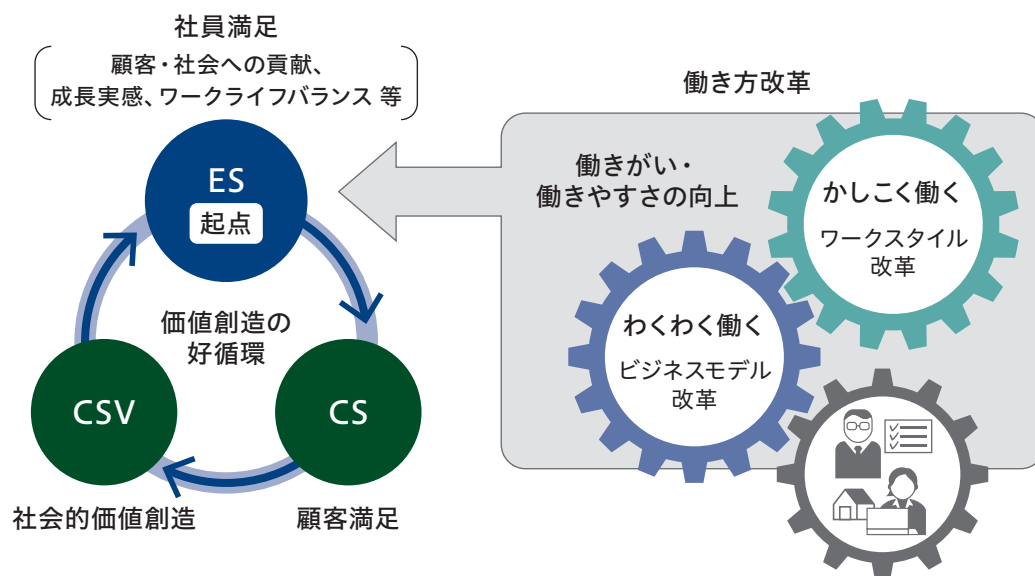 社員満足
顧客・社会への貢献、
成長実感、ワークライフバランス 等
ES
起点
価値創造の
好循環
CSV
CS
社会的価値創造
顧客満足
働き方改革
働きがい・
働きやすさの向上
かしこく働く
ワークスタイル
改革
わくわく働く
ビジネスモデル
改革